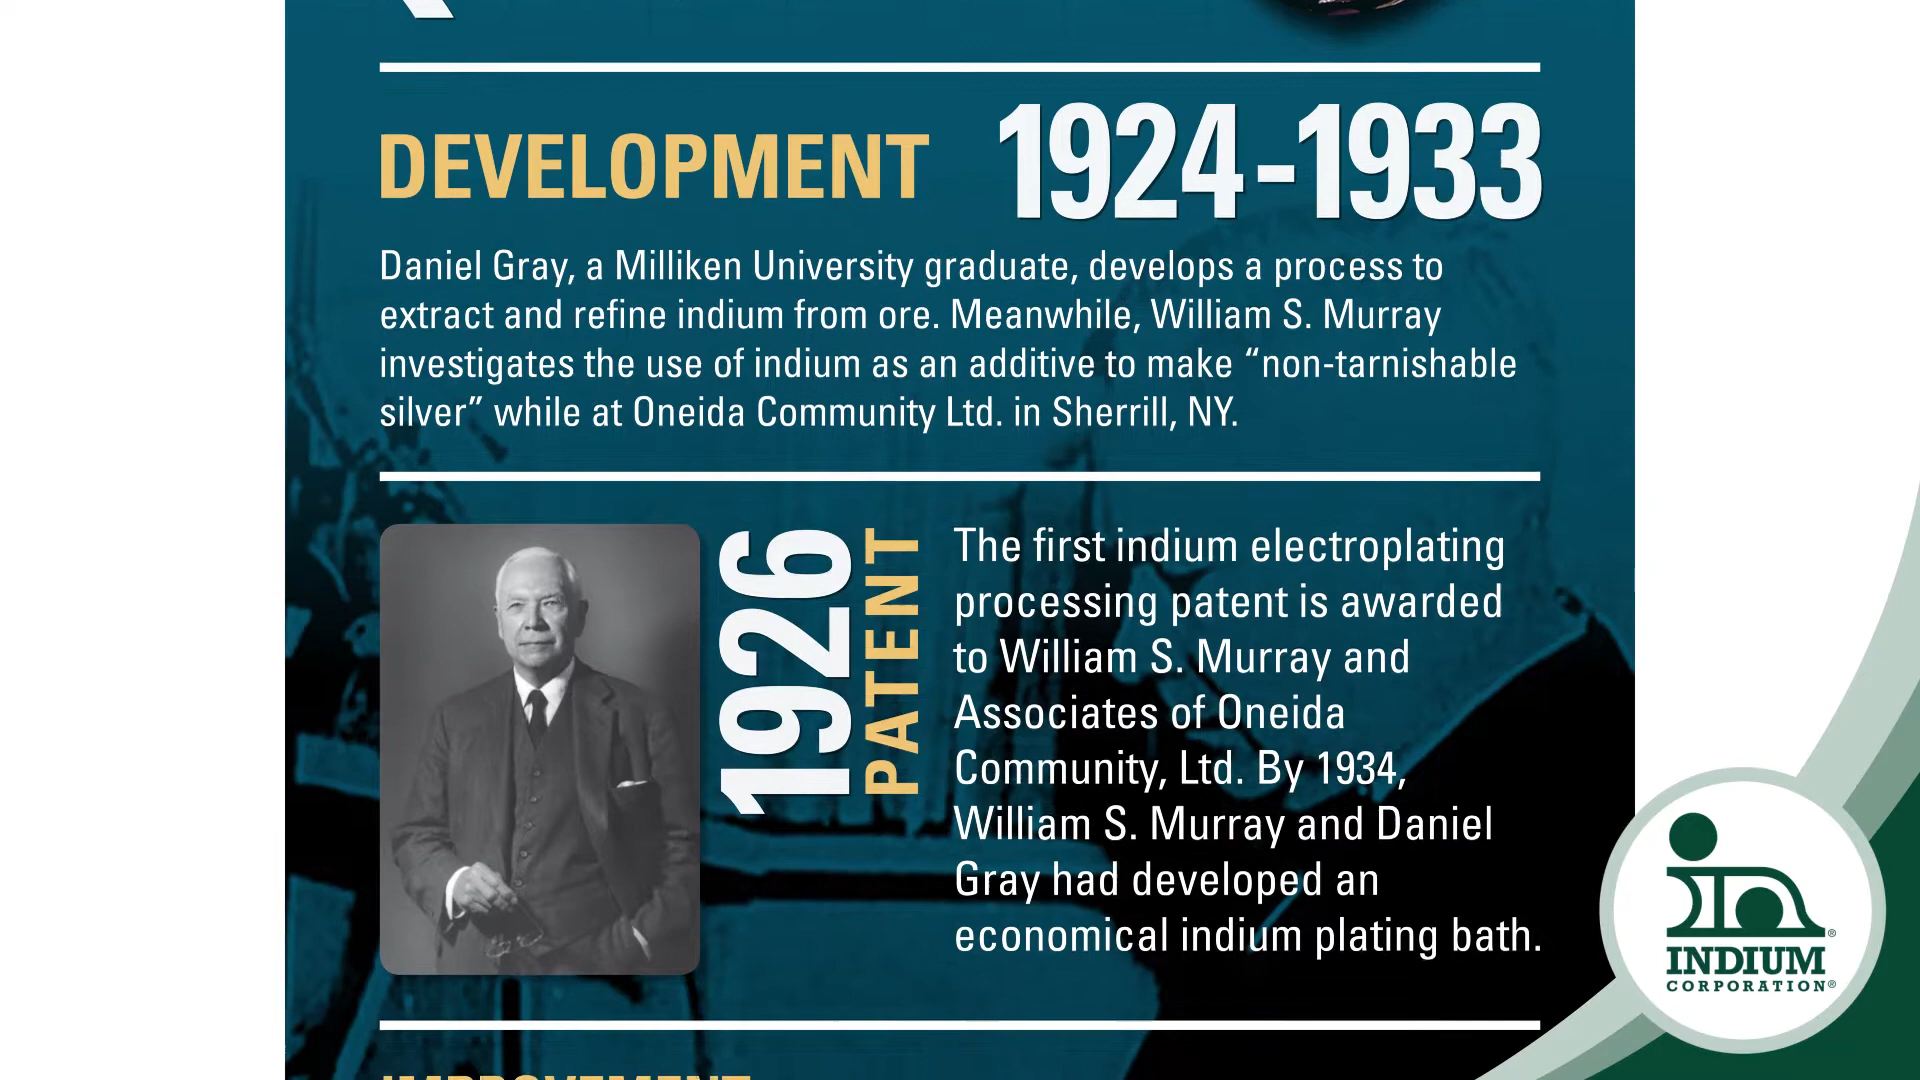 DEVELOPMENT 1924-1933
Daniel Gray, a Milliken University graduate, develops a process to
extract and refine indium from ore. Meanwhile, William S. Murray
investigates the use of indium as an additive to make “non-tarnishable
silver” while at Oneida Community Ltd. in Sherrill, NY.
1926
PATENT
The first indium electroplating
processing patent is awarded
to William S. Murray and
Associates of Oneida
Community, Ltd. By 1934,
William S. Murray and Daniel
Gray had developed an
economical indium plating bath.
in®
INDIUM
CORPORATION®